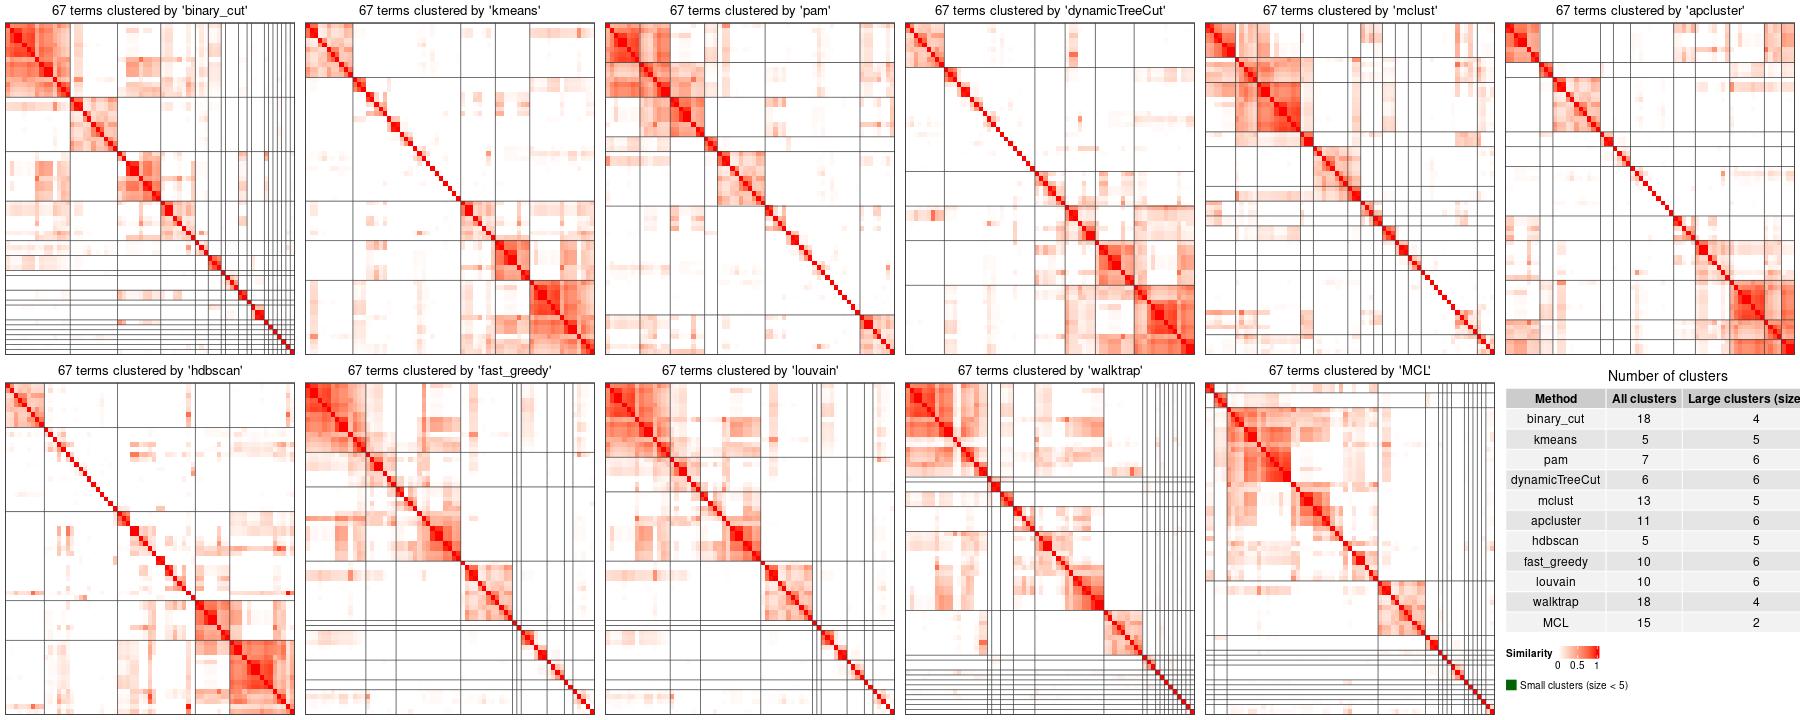 67 terms clustered by 'binary_cut'
67 terms clustered by 'kmeans'
67 terms clustered by 'pam'
67 terms clustered by 'dynamicTreeCut'
67 terms clustered by 'mclust'
67 terms clustered by 'apcluster'
67 terms clustered by 'hdbscan'
67 terms clustered by 'fast_greedy'
67 terms clustered by 'louvain'
67 terms clustered by 'walktrap'
67 terms clustered by 'MCL'
Number of clusters
Method All clusters Large clusters (size
binary_cut 18 4
kmeans 5 5
pam 7 6
dynamicTreeCut 6 6
mclust 13 5
apcluster 11 6
hdbscan 5 5
fast_greedy 10 6
louvain 10 6
walktrap 18 4
MCL 15 2
Similarity
0 0.5 1
Small clusters (size < 5)